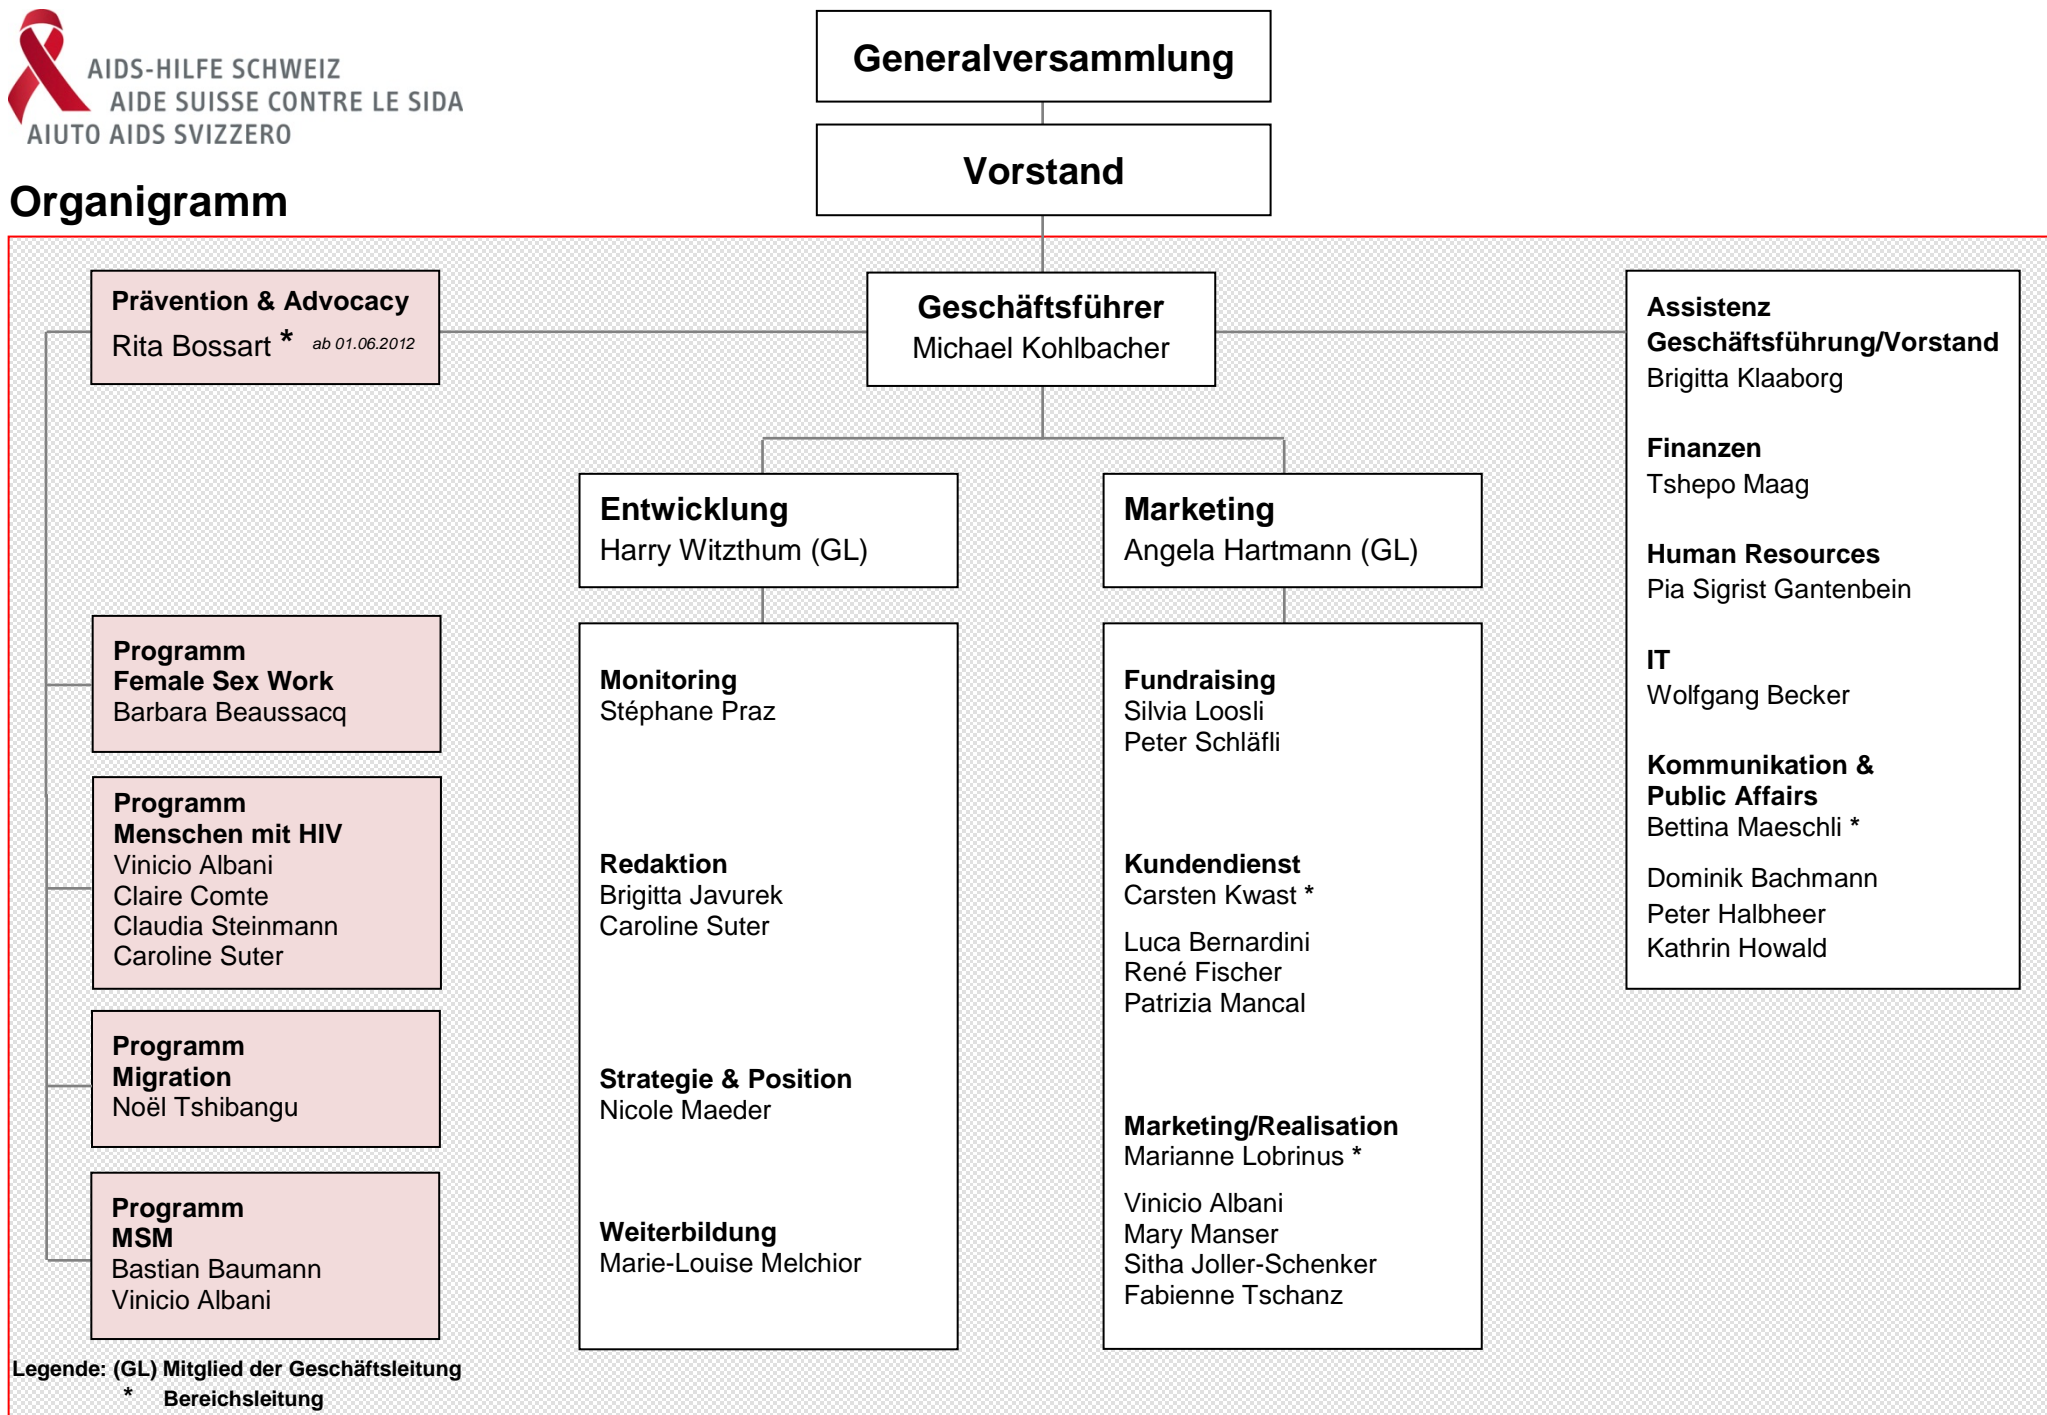 AIDS-HILFE SCHWEIZ
AIDE SUISSE CONTRE LE SIDA
AIUTO AIDS SVIZZERO
Organigramm
Generalversammlung
Vorstand
Geschäftsführer
Michael Kohlbacher
Prävention & Advocacy
Rita Bossart * ab 01.06.2012
Programm
Female Sex Work
Barbara Beaussacq
Programm
Menschen mit HIV
Vinicio Albani
Claire Comte
Claudia Steinmann
Caroline Suter
Programm
Migration
Noël Tshibangu
Programm
MSM
Bastian Baumann
Vinicio Albani
Entwicklung
Harry Witzthum (GL)
Monitoring
Stéphane Praz
Redaktion
Brigitta Javurek
Caroline Suter
Strategie & Position
Nicole Maeder
Weiterbildung
Marie-Louise Melchior
Marketing
Angela Hartmann (GL)
Fundraising
Silvia Loosli
Peter Schläfli
Kundendienst
Carsten Kwast *
Luca Bernardini
René Fischer
Patrizia Mancal
Marketing/Realisation
Marianne Lobrinus *
Vinicio Albani
Mary Manser
Sitha Joller-Schenker
Fabienne Tschanz
Assistenz
Geschäftsführung/Vorstand
Brigitta Klaaborg
Finanzen
Tshepo Maag
Human Resources
Pia Sigrist Gantenbein
IT
Wolfgang Becker
Kommunikation &
Public Affairs
Bettina Maeschli *
Dominik Bachmann
Peter Halbheer
Kathrin Howald
Legende: (GL) Mitglied der Geschäftsleitung
* Bereichsleitung